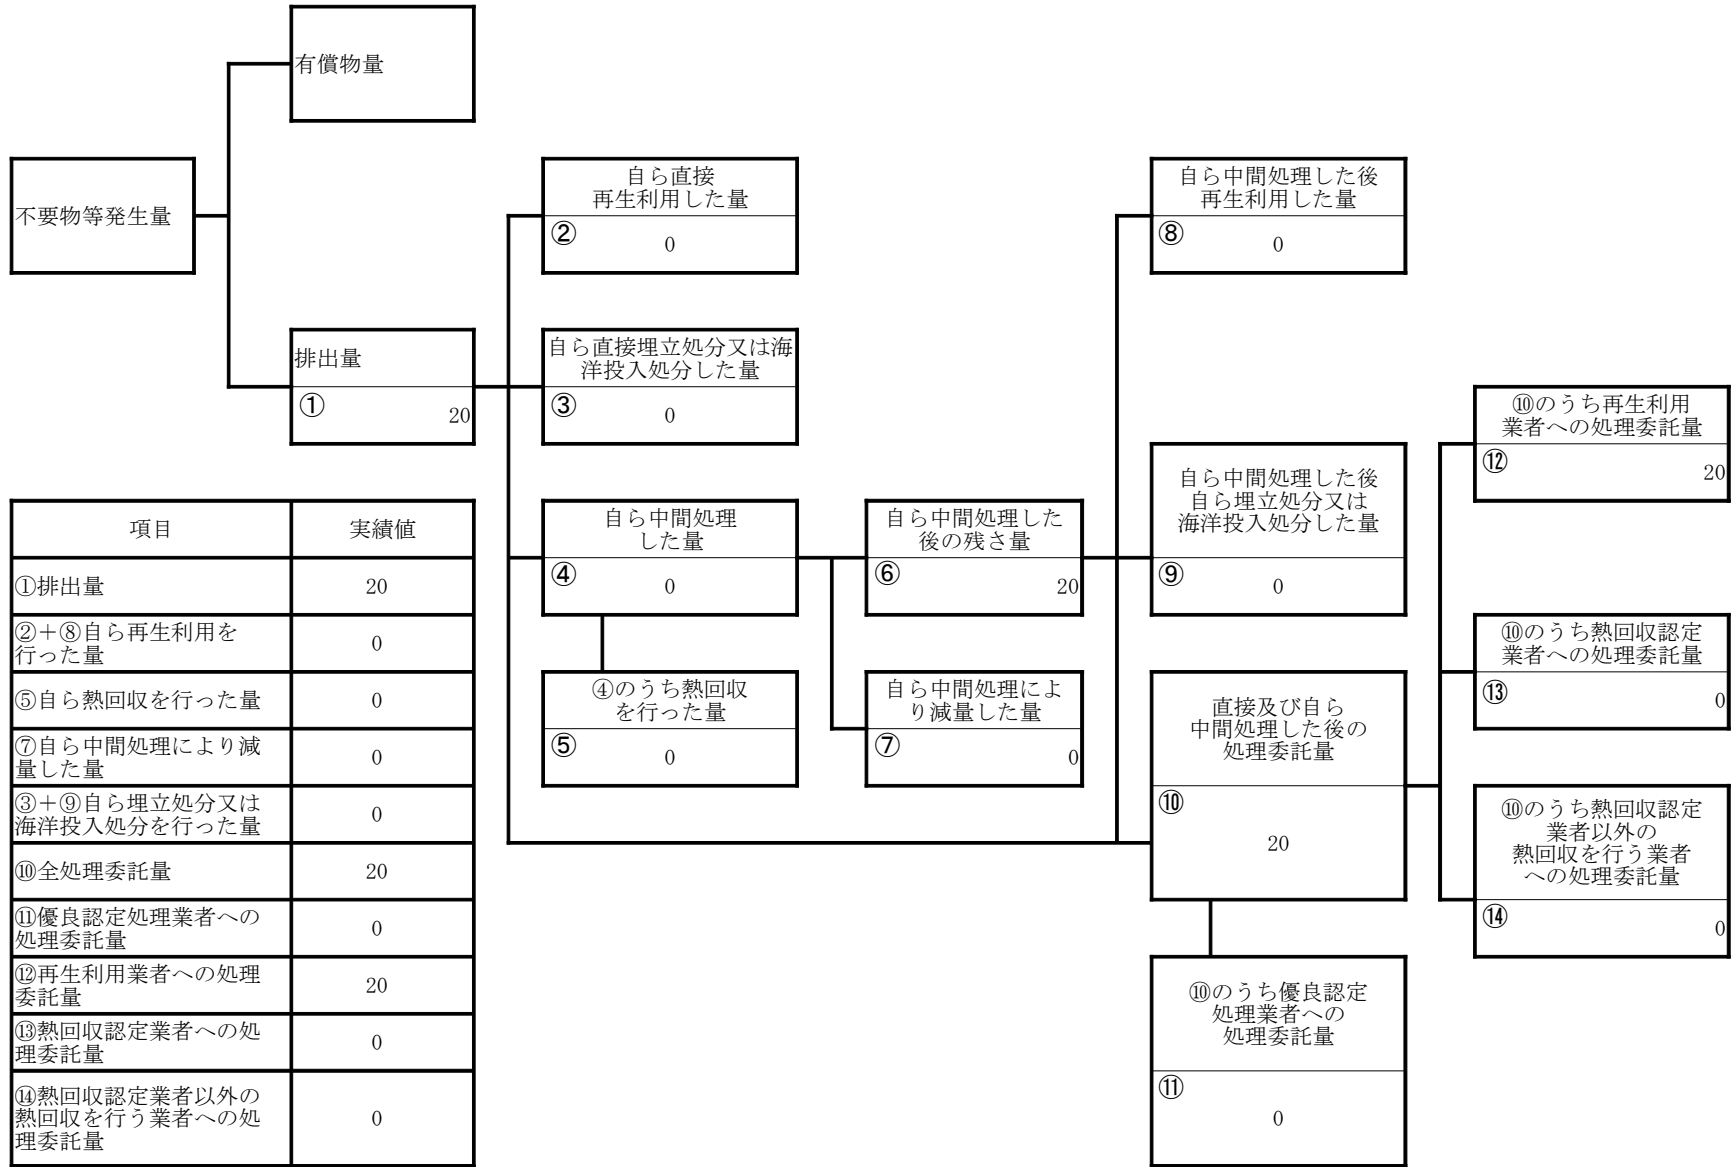 有償物量
不要物等発生量
自ら直接
再生利用した量
②
0
自ら中間処理した後
再生利用した量
⑧
0
排出量
①
20
自ら直接埋立処分又は海
洋投入処分した量
③
0
自ら中間処理
した量
④
0
自ら中間処理した
後の残さ量
⑥
20
自ら中間処理した後
自ら埋立処分又は
海洋投入処分した量
⑨
0
⑩のうち再生利用
業者への処理委託量
⑫
20
④のうち熱回収
を行った量
⑤
0
自ら中間処理によ
り減量した量
⑦
0
直接及び自ら
中間処理した後の
処理委託量
⑩
20
⑩のうち熱回収認定
業者への処理委託量
⑬
0
⑩のうち熱回収認定
業者以外の
熱回収を行う業者
への処理委託量
⑭
0
⑩のうち優良認定
処理業者への
処理委託量
⑪
0
項目 実績値
①排出量 20
②＋⑧自ら再生利用を
行った量 0
⑤自ら熱回収を行った量 0
⑦自ら中間処理により減
量した量 0
③＋⑨自ら埋立処分又は
海洋投入処分を行った量 0
⑩全処理委託量 20
⑪優良認定処理業者への
処理委託量 0
⑫再生利用業者への処理
委託量 20
⑬熱回収認定業者への処
理委託量 0
⑭熱回収認定業者以外の
熱回収を行う業者への処
理委託量 0